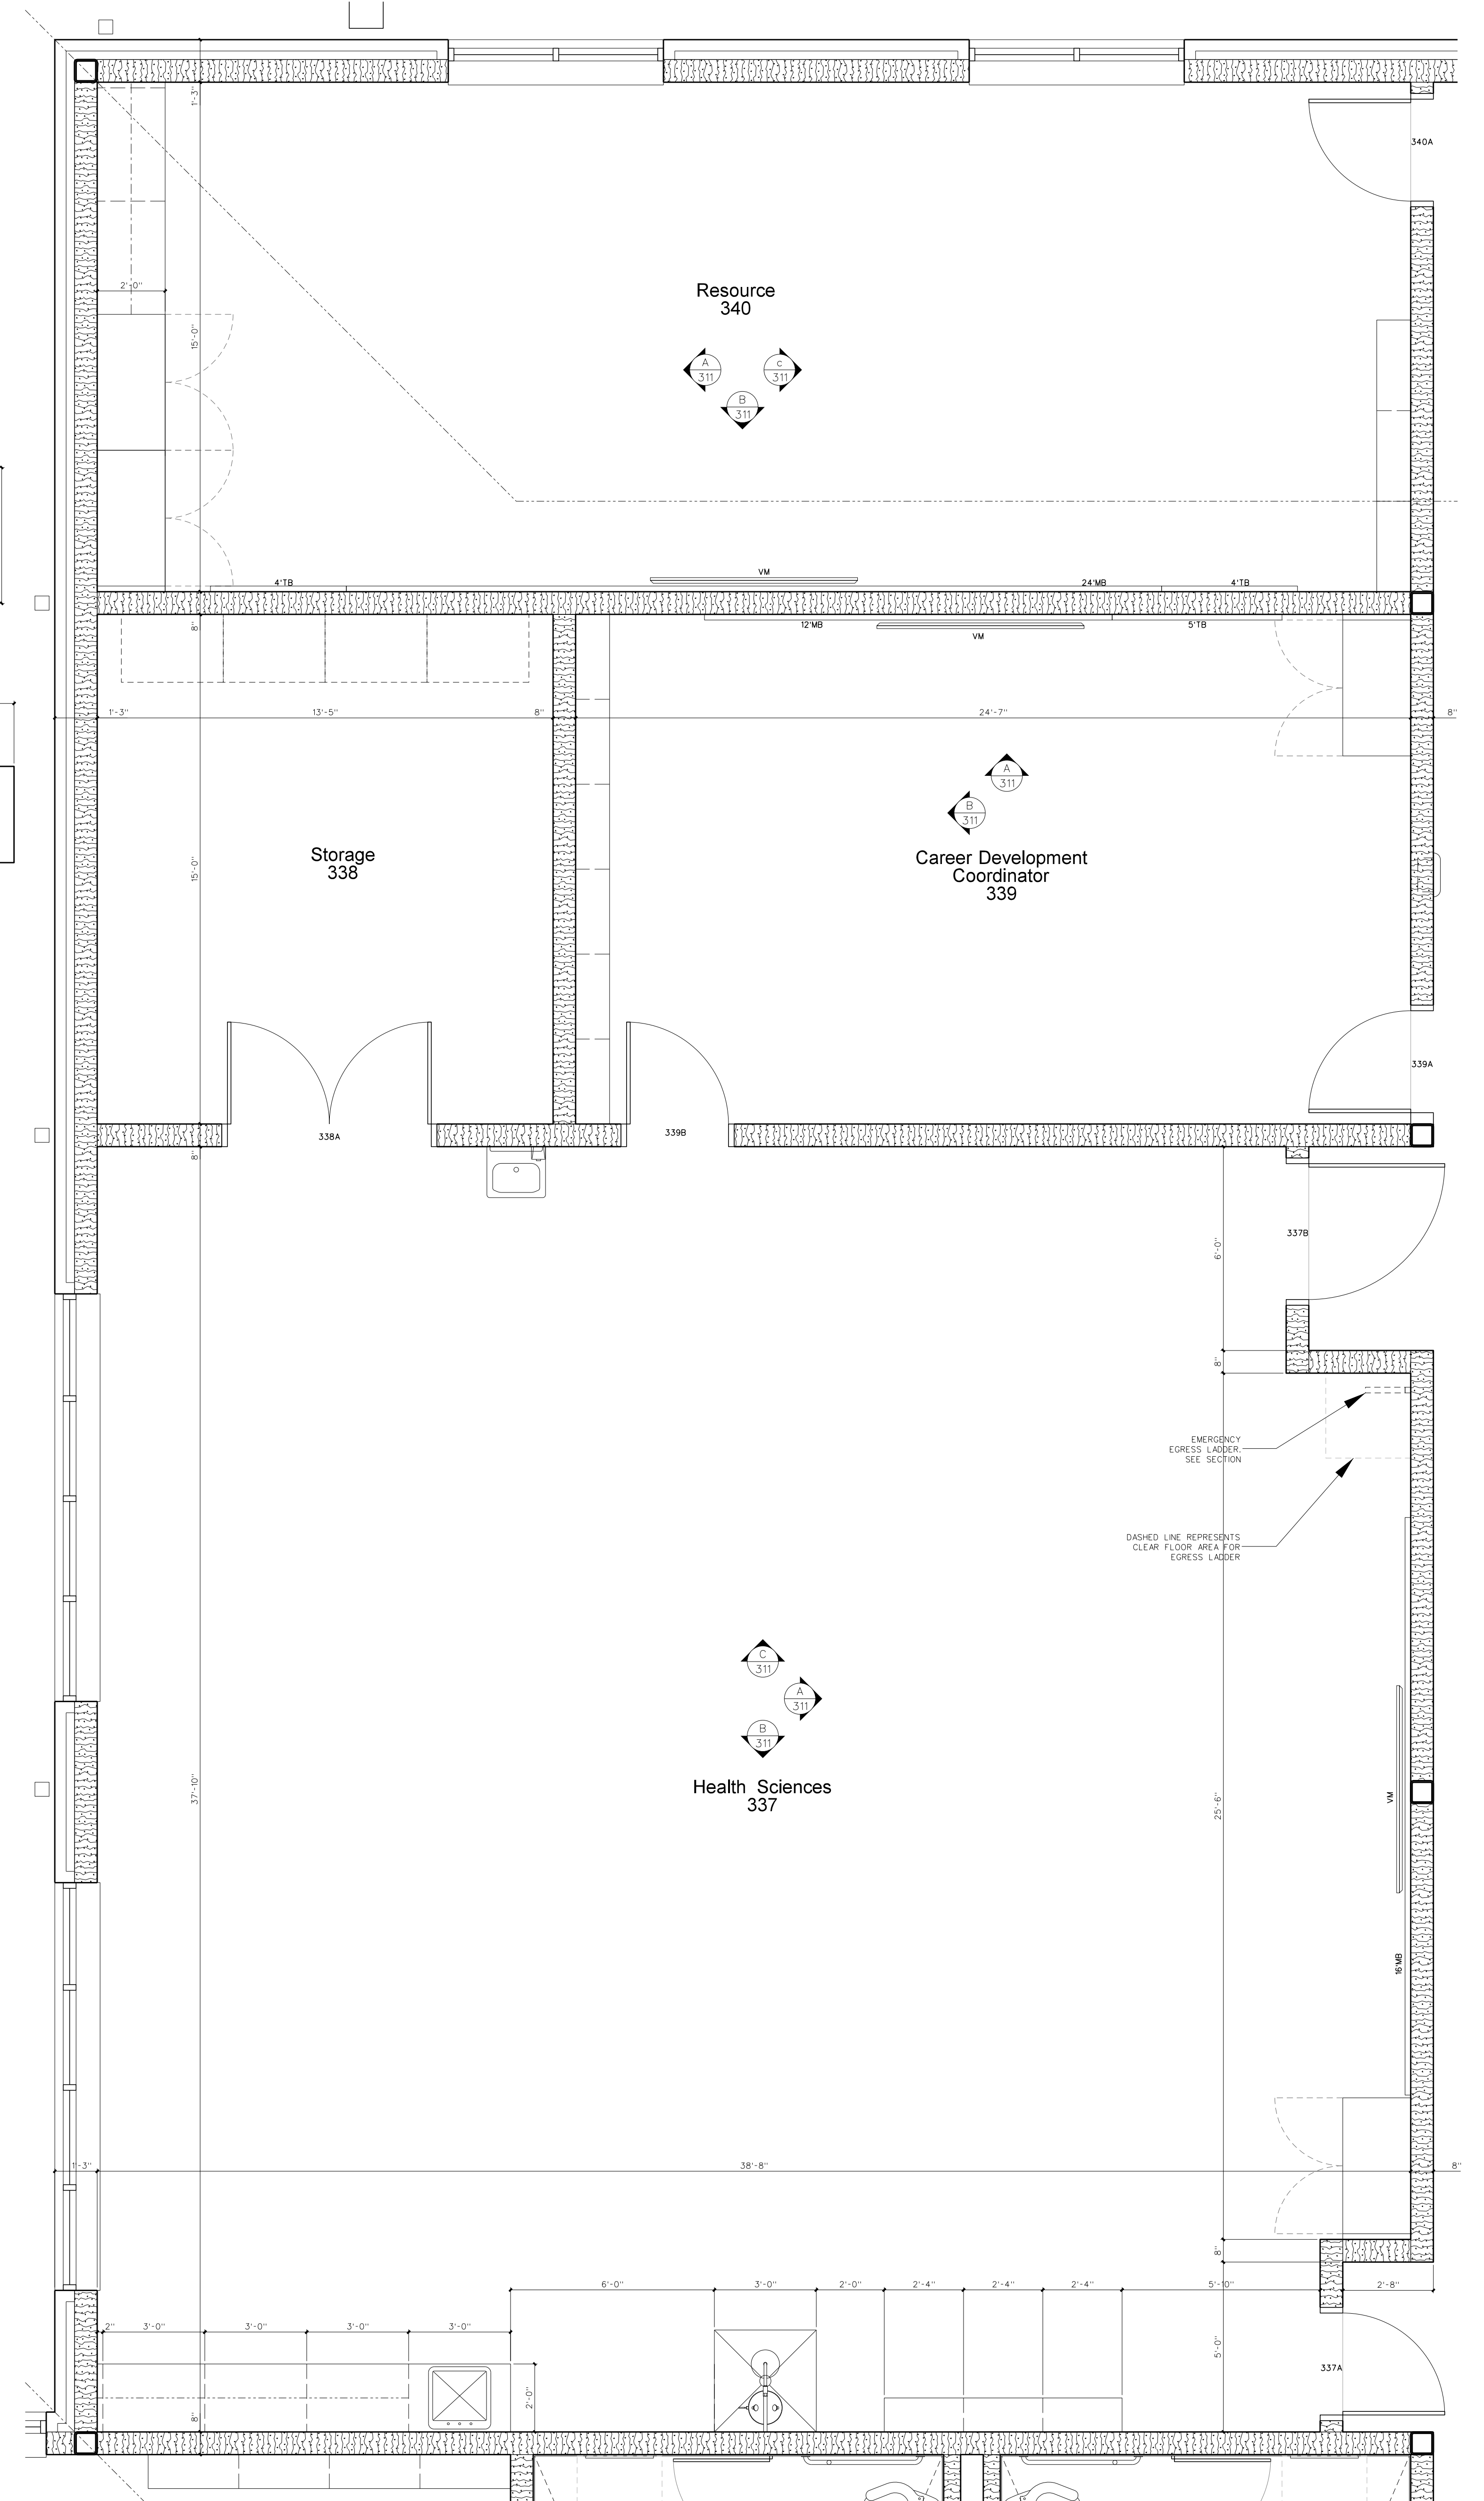 1'-3"
340A
2'-0"
Resource
340
15'-0"
A
311
c
311
B
311
VM
4'TB
24'MB
4'TB
8"
12'MB
VM
5'TB
1'-3"
13'-5"
8"
24'-7"
8"
A
311
B
311
Storage
338
15'-0"
Career Development
Coordinator
339
339A
338A
339B
8"
337B
6'-0"
8"
EMERGENCY
EGRESS LADDER.
SEE SECTION
DASHED LINE REPRESENTS
CLEAR FLOOR AREA FOR
EGRESS LADDER
C
311
A
311
B
311
Health Sciences
337
37'-10"
25'-6"
VM
16'MB
1'-3"
38'-8"
8"
8"
6'-0"
3'-0"
2'-0"
2'-4"
2'-4"
2'-4"
5'-10"
2'-8"
2"
3'-0"
3'-0"
3'-0"
3'-0"
5'-0"
337A
2'-0"
8"